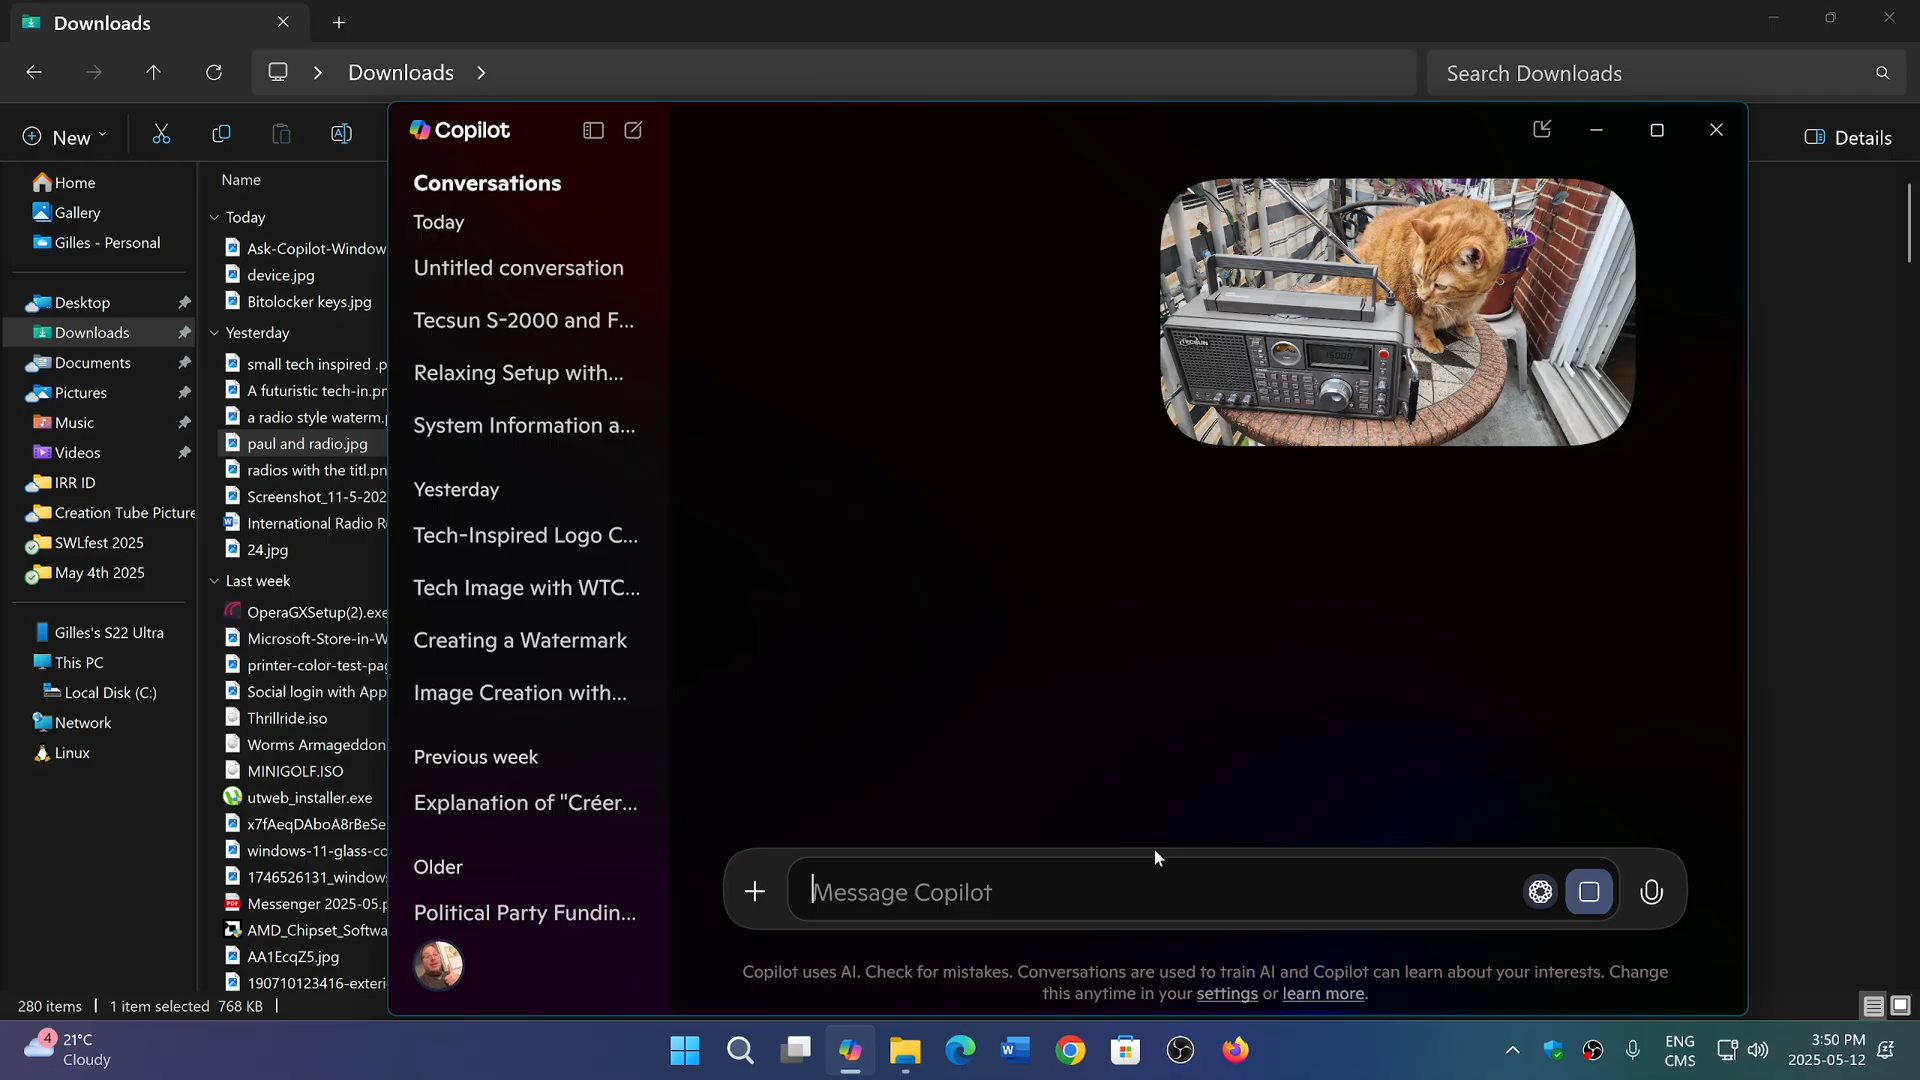 Downloads
Downloads
Search Downloads
New
Details
Home
Gallery
Gilles - Personal
Desktop
Downloads
Documents
Pictures
Music
Videos
IRR ID
Creation Tube Picture
SWLfest 2025
May 4th 2025
Gilles's S22 Ultra
This PC
Local Disk (C:)
Network
Linux
Name
Today
Ask-Copilot-Window
device.jpg
Bitolocker keys.jpg
Yesterday
small tech inspired .p
A futuristic tech-in.pr
a radio style waterm.
paul and radio.jpg
radios with the titl.pn
Screenshot_11-5-202
International Radio R
24.jpg
Last week
OperaGXSetup(2).exe
Microsoft-Store-in-W
printer-color-test-pag
Social login with App
Thrillride.iso
Worms Armageddon
MINIGOLF.ISO
utweb_installer.exe
x7fAeqDAboA8rBeSe
windows-11-glass-co
1746526131_window
Messenger 2025-05.p
AMD_Chipset_Softwa
AA1EcqZ5.jpg
190710123416-exteri
280 items
1 item selected 768 KB
Copilot
Conversations
Today
Untitled conversation
Tecsun S-2000 and F...
Relaxing Setup with...
System Information a...
Yesterday
Tech-Inspired Logo C...
Tech Image with WTC...
Creating a Watermark
Image Creation with...
Previous week
Explanation of "Créer...
Older
Political Party Fundin...
TECSUN
Message Copilot
Copilot uses AI. Check for mistakes. Conversations are used to train AI and Copilot can learn about your interests. Change
this anytime in your settings or learn more.
4
21°C
Cloudy
W
ENG
CMS
3:50 PM
2025-05-12